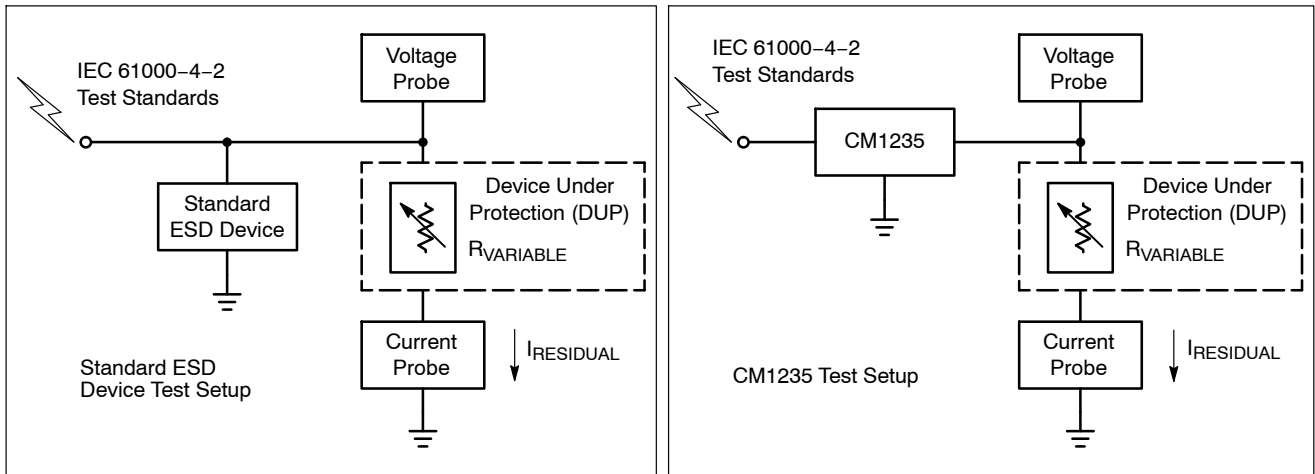 IEC 61000−4−2
Test Standards
Voltage
Probe
Standard
ESD Device
Device Under
Protection (DUP)
RVARIABLE
Current
Probe
IRESIDUAL
Standard ESD
Device Test Setup
IEC 61000−4−2
Test Standards
Voltage
Probe
CM1235
Device Under
Protection (DUP)
RVARIABLE
Current
Probe
IRESIDUAL
CM1235 Test Setup